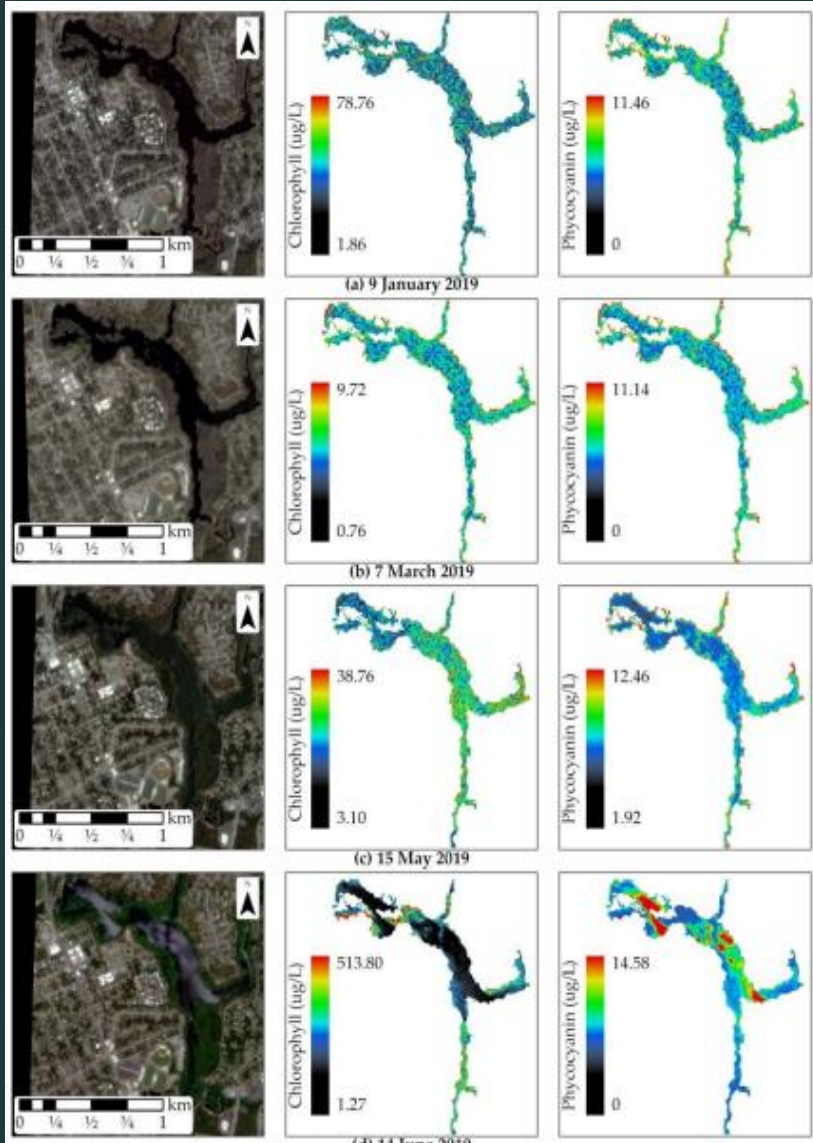 N
km
0 ¼ ½ ¾ 1
Chlorophyll (ug/L)
78.76
1.86
Phycocyanin (ug/L)
11.46
0
(a) 9 January 2019
N
km
0 ¼ ½ ¾ 1
Chlorophyll (ug/L)
9.72
0.76
Phycocyanin (ug/L)
11.14
0
(b) 7 March 2019
N
km
0 ¼ ½ ¾ 1
Chlorophyll (ug/L)
38.76
3.10
Phycocyanin (ug/L)
12.46
1.92
(c) 15 May 2019
N
km
0 ¼ ½ ¾ 1
Chlorophyll (ug/L)
513.80
1.27
Phycocyanin (ug/L)
14.58
0
(d) 14 June 2019